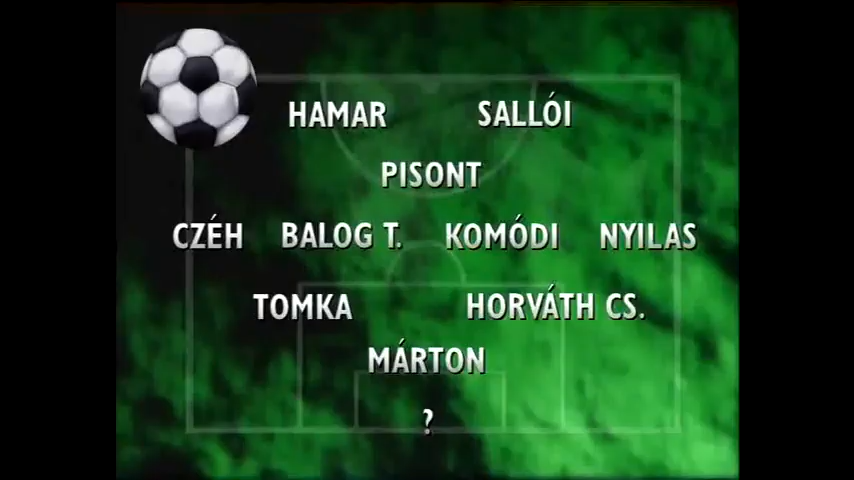 HAMAR SALLÓI
PISONT
CZÉH BALOG T. KOMÓDI NYILAS
TOMKA HORVÁTH CS.
MÁRTON
?